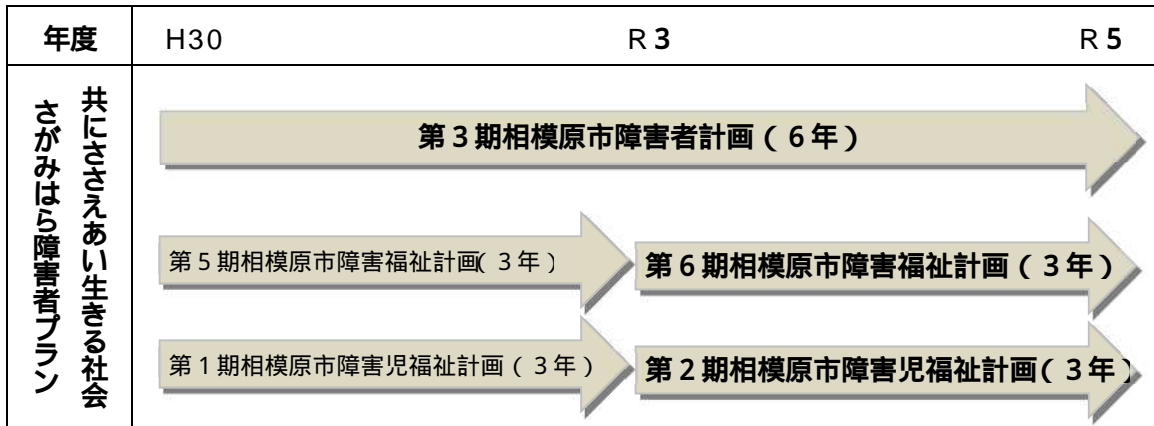 年度
H30
R3
R5
共にささえあい生きる社会
さがみはら障害者プラン
第3期相模原市障害者計画(6年)
第5期相模原市障害福祉計画(3年)
第6期相模原市障害福祉計画(3年)
第1期相模原市障害児福祉計画(3年)
第2期相模原市障害児福祉計画(3年)